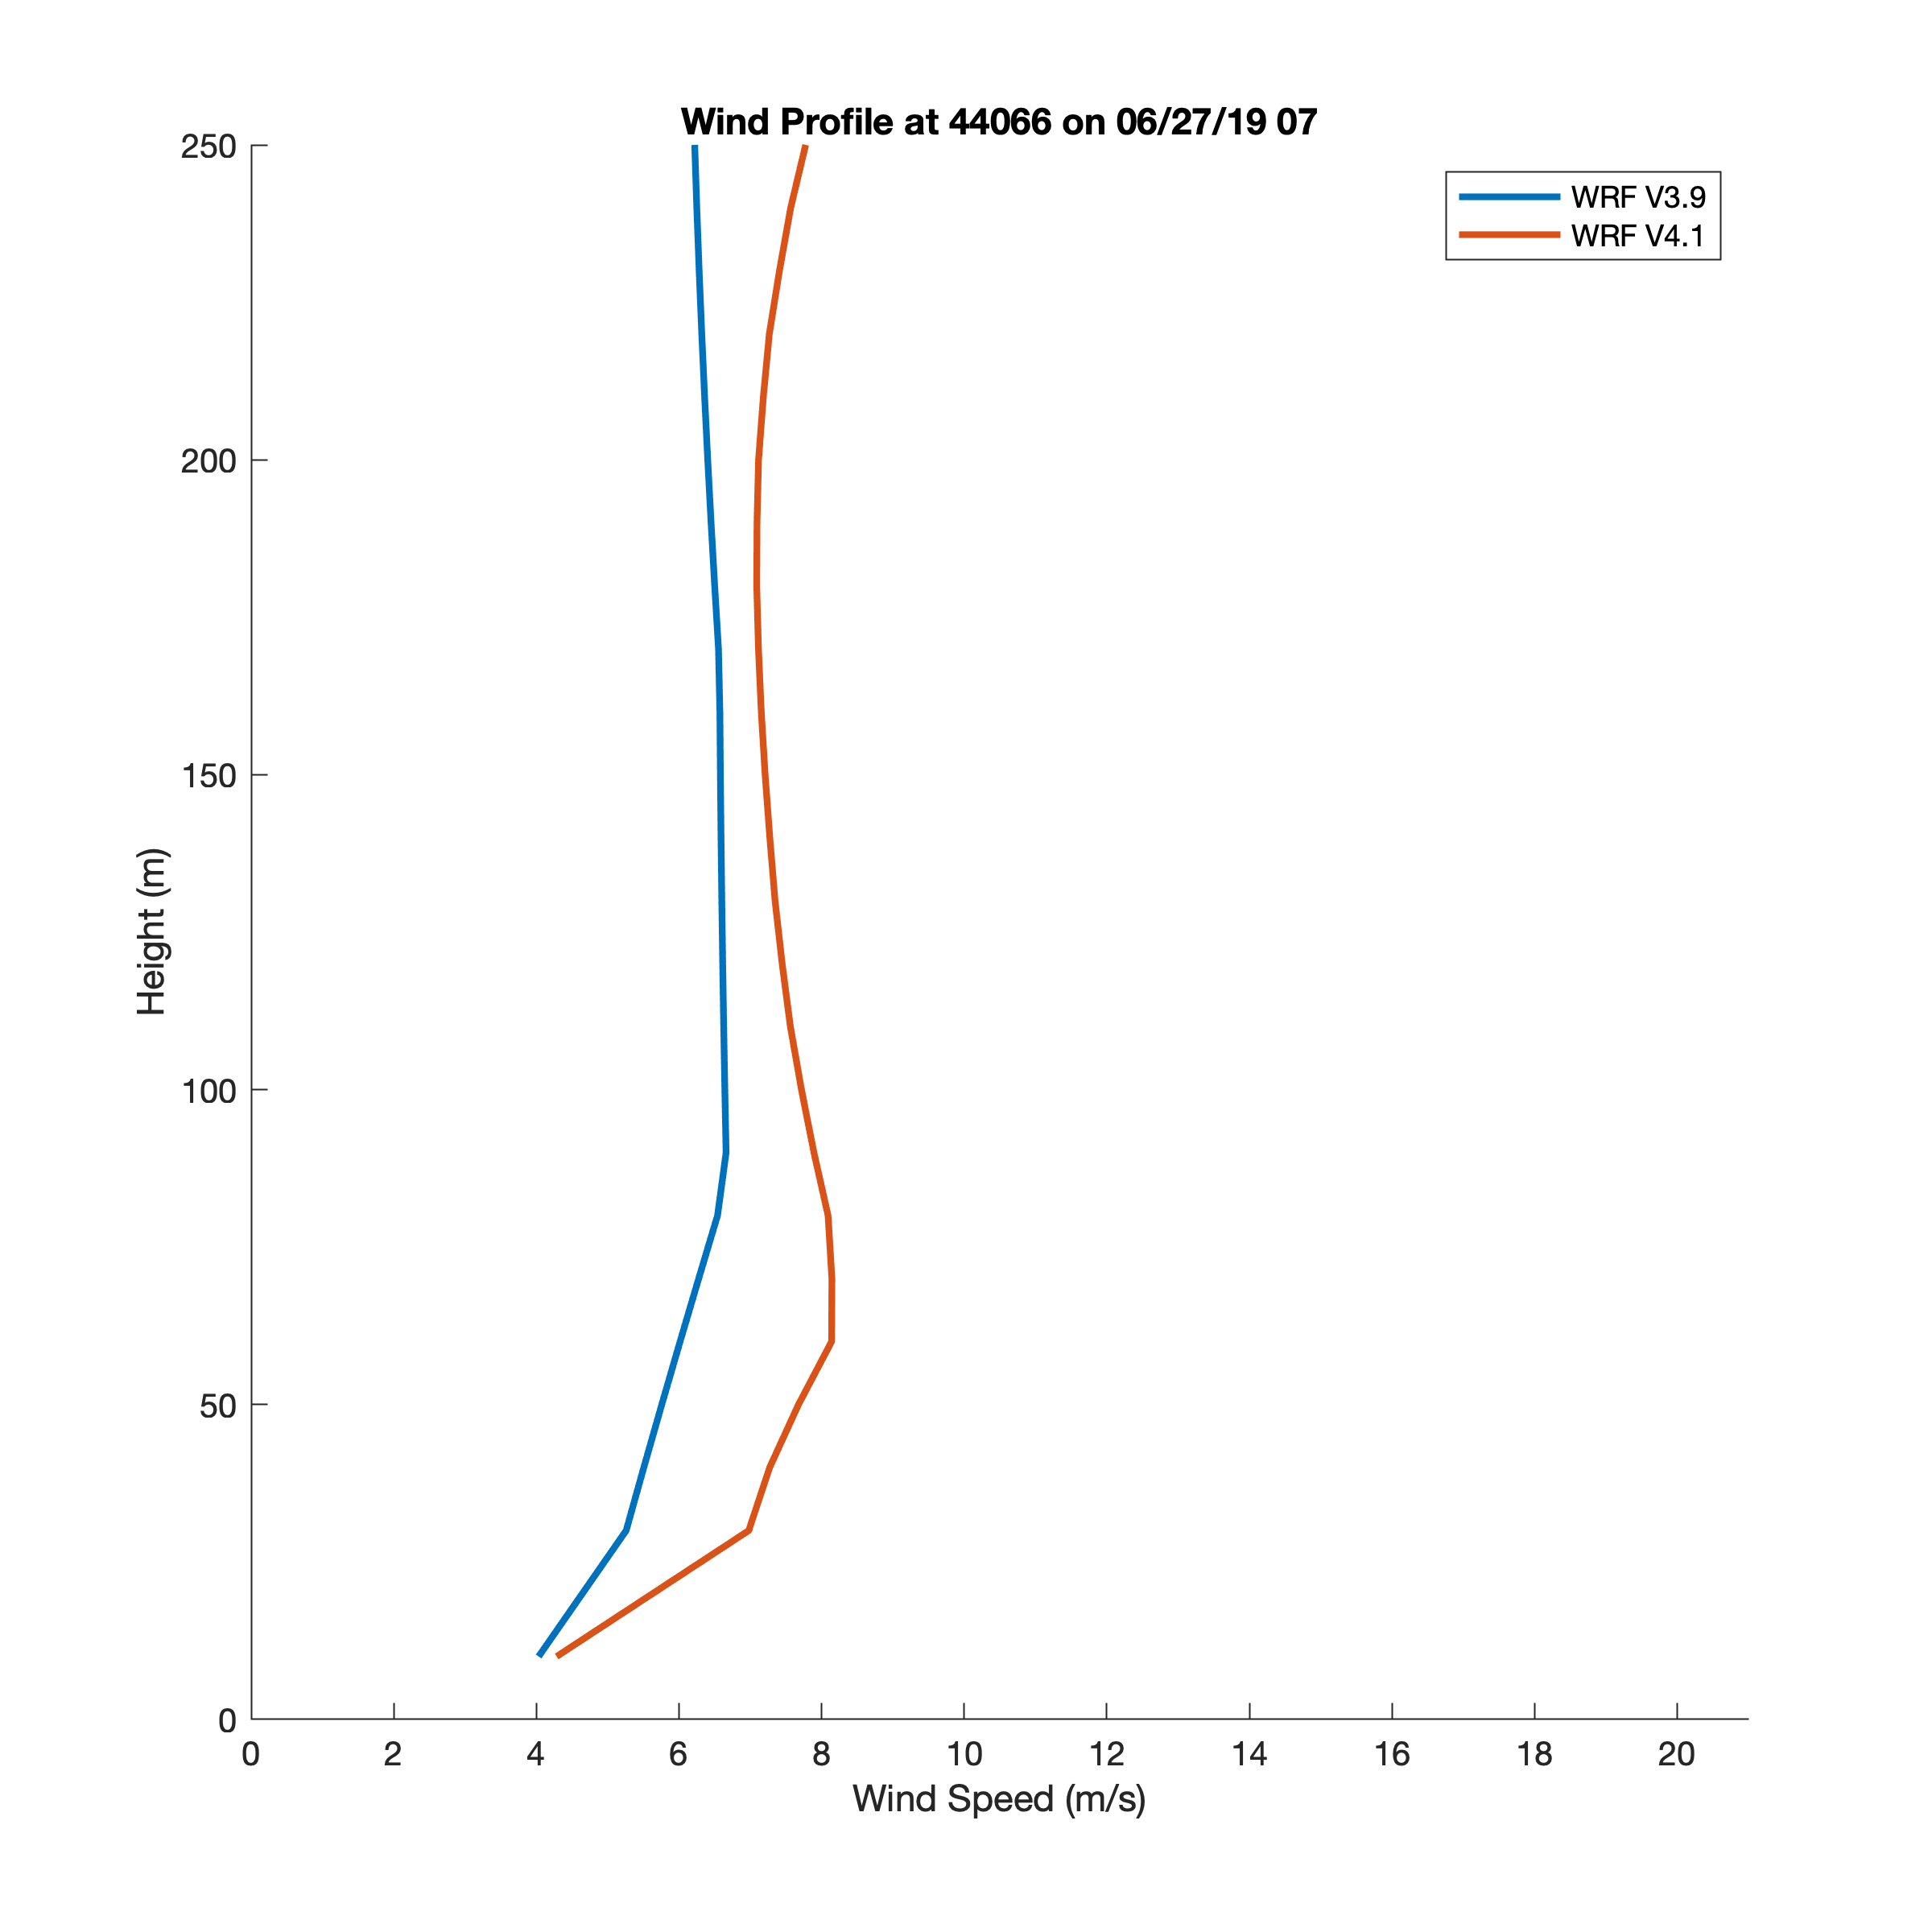 Wind Profile at 44066 on 06/27/19 07
WRF V3.9
WRF V4.1
250
200
150
100
50
0
Height (m)
0 2 4 6 8 10 12 14 16 18 20
Wind Speed (m/s)